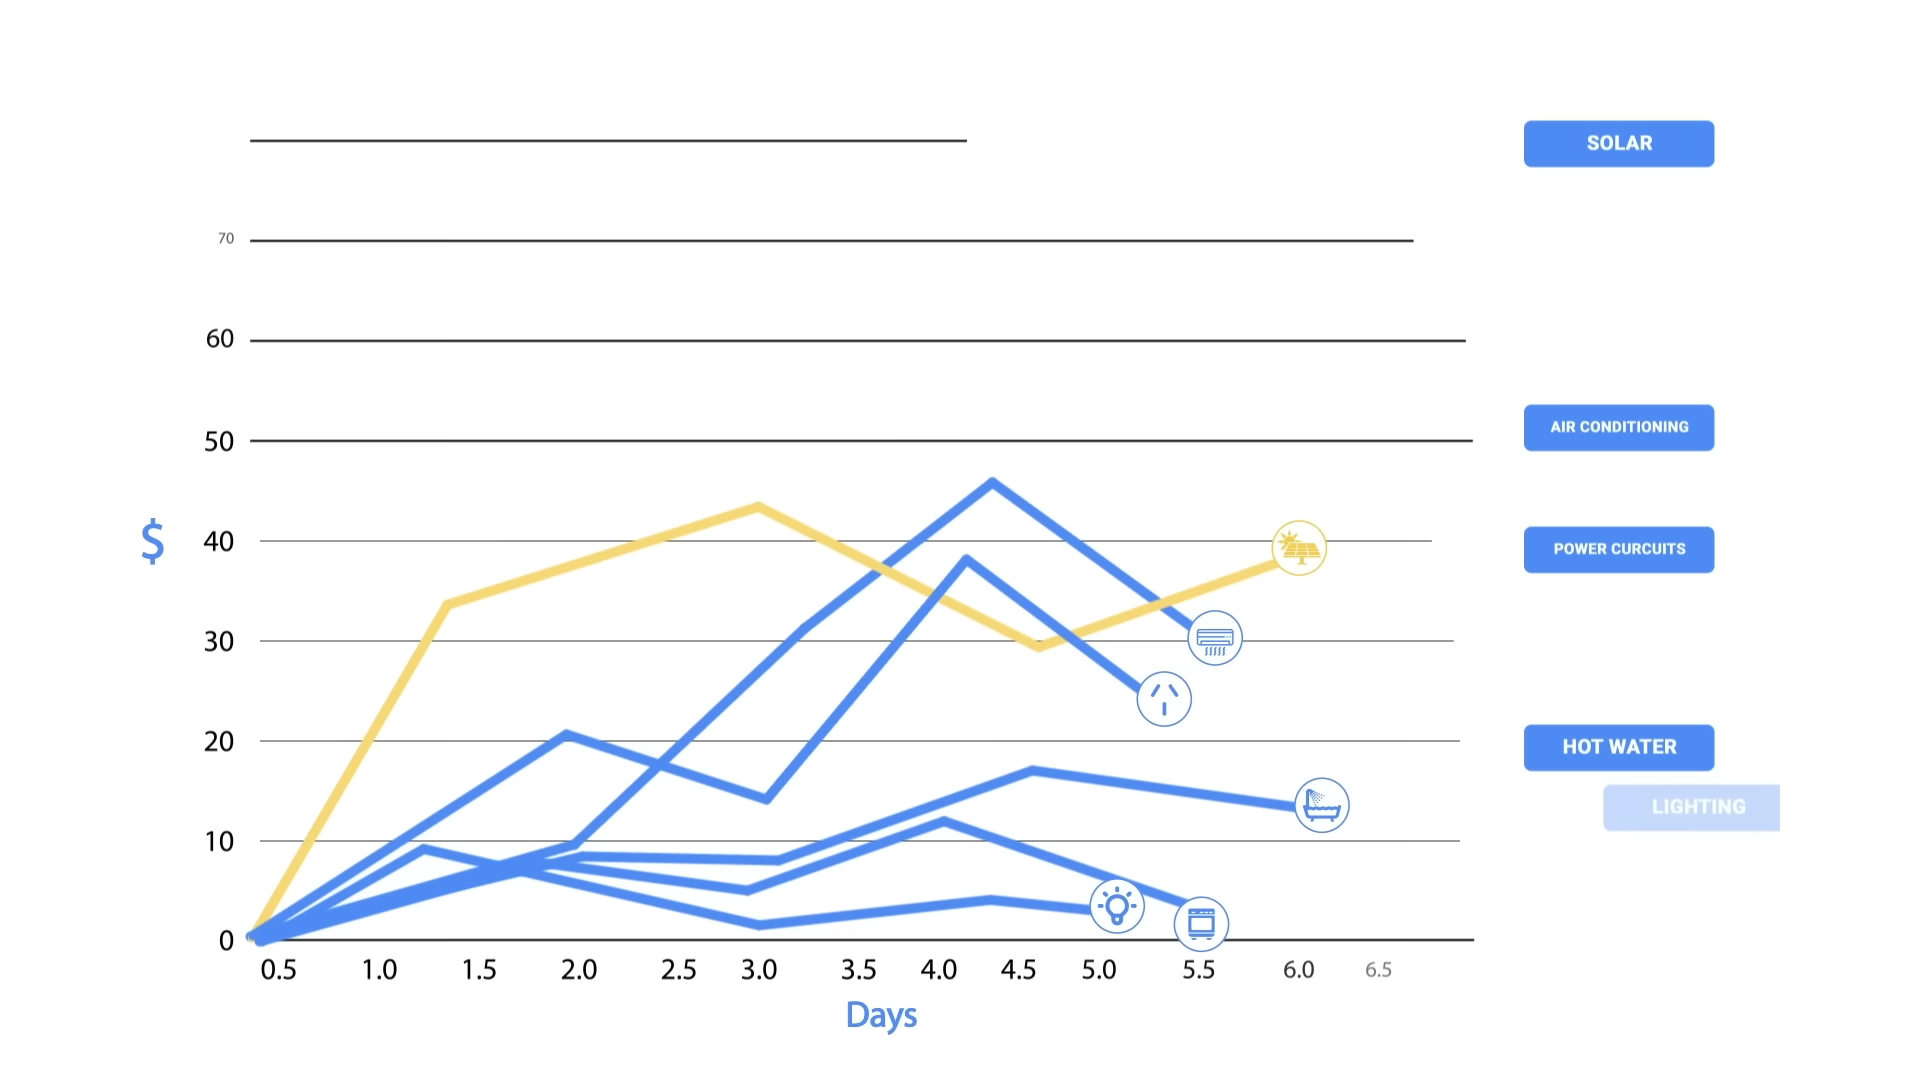 SOLAR
70
60
50
AIR CONDITIONING
$
40
POWER CURCUITS
30
20
HOT WATER
LIGHTING
10
0
0.5 1.0 1.5 2.0 2.5 3.0 3.5 4.0 4.5 5.0 5.5 6.0 6.5
Days